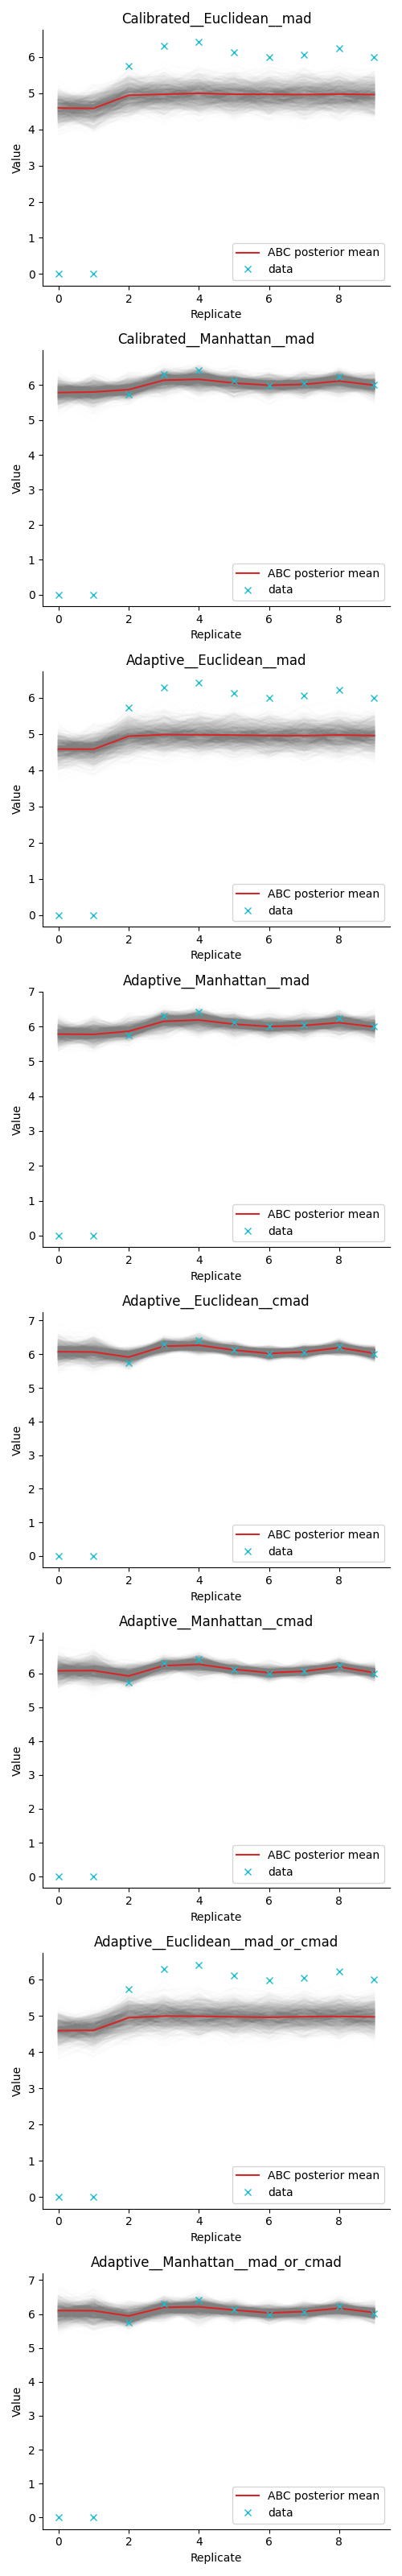 Calibrated__Euclidean__mad
6
5
4
3
2
1
0
Value
ABC posterior mean
data
0 2 4 6 8
Replicate
Calibrated__Manhattan__mad
6
5
4
3
2
1
0
Value
ABC posterior mean
data
0 2 4 6 8
Replicate
Adaptive__Euclidean__mad
6
5
4
3
2
1
0
Value
ABC posterior mean
data
0 2 4 6 8
Replicate
Adaptive__Manhattan__mad
7
6
5
4
3
2
1
0
Value
ABC posterior mean
data
0 2 4 6 8
Replicate
Adaptive__Euclidean__cmad
7
6
5
4
3
2
1
0
Value
ABC posterior mean
data
0 2 4 6 8
Replicate
Adaptive__Manhattan__cmad
7
6
5
4
3
2
1
0
Value
ABC posterior mean
data
0 2 4 6 8
Replicate
Adaptive__Euclidean__mad_or_cmad
6
5
4
3
2
1
0
Value
ABC posterior mean
data
0 2 4 6 8
Replicate
Adaptive__Manhattan__mad_or_cmad
7
6
5
4
3
2
1
0
Value
ABC posterior mean
data
0 2 4 6 8
Replicate